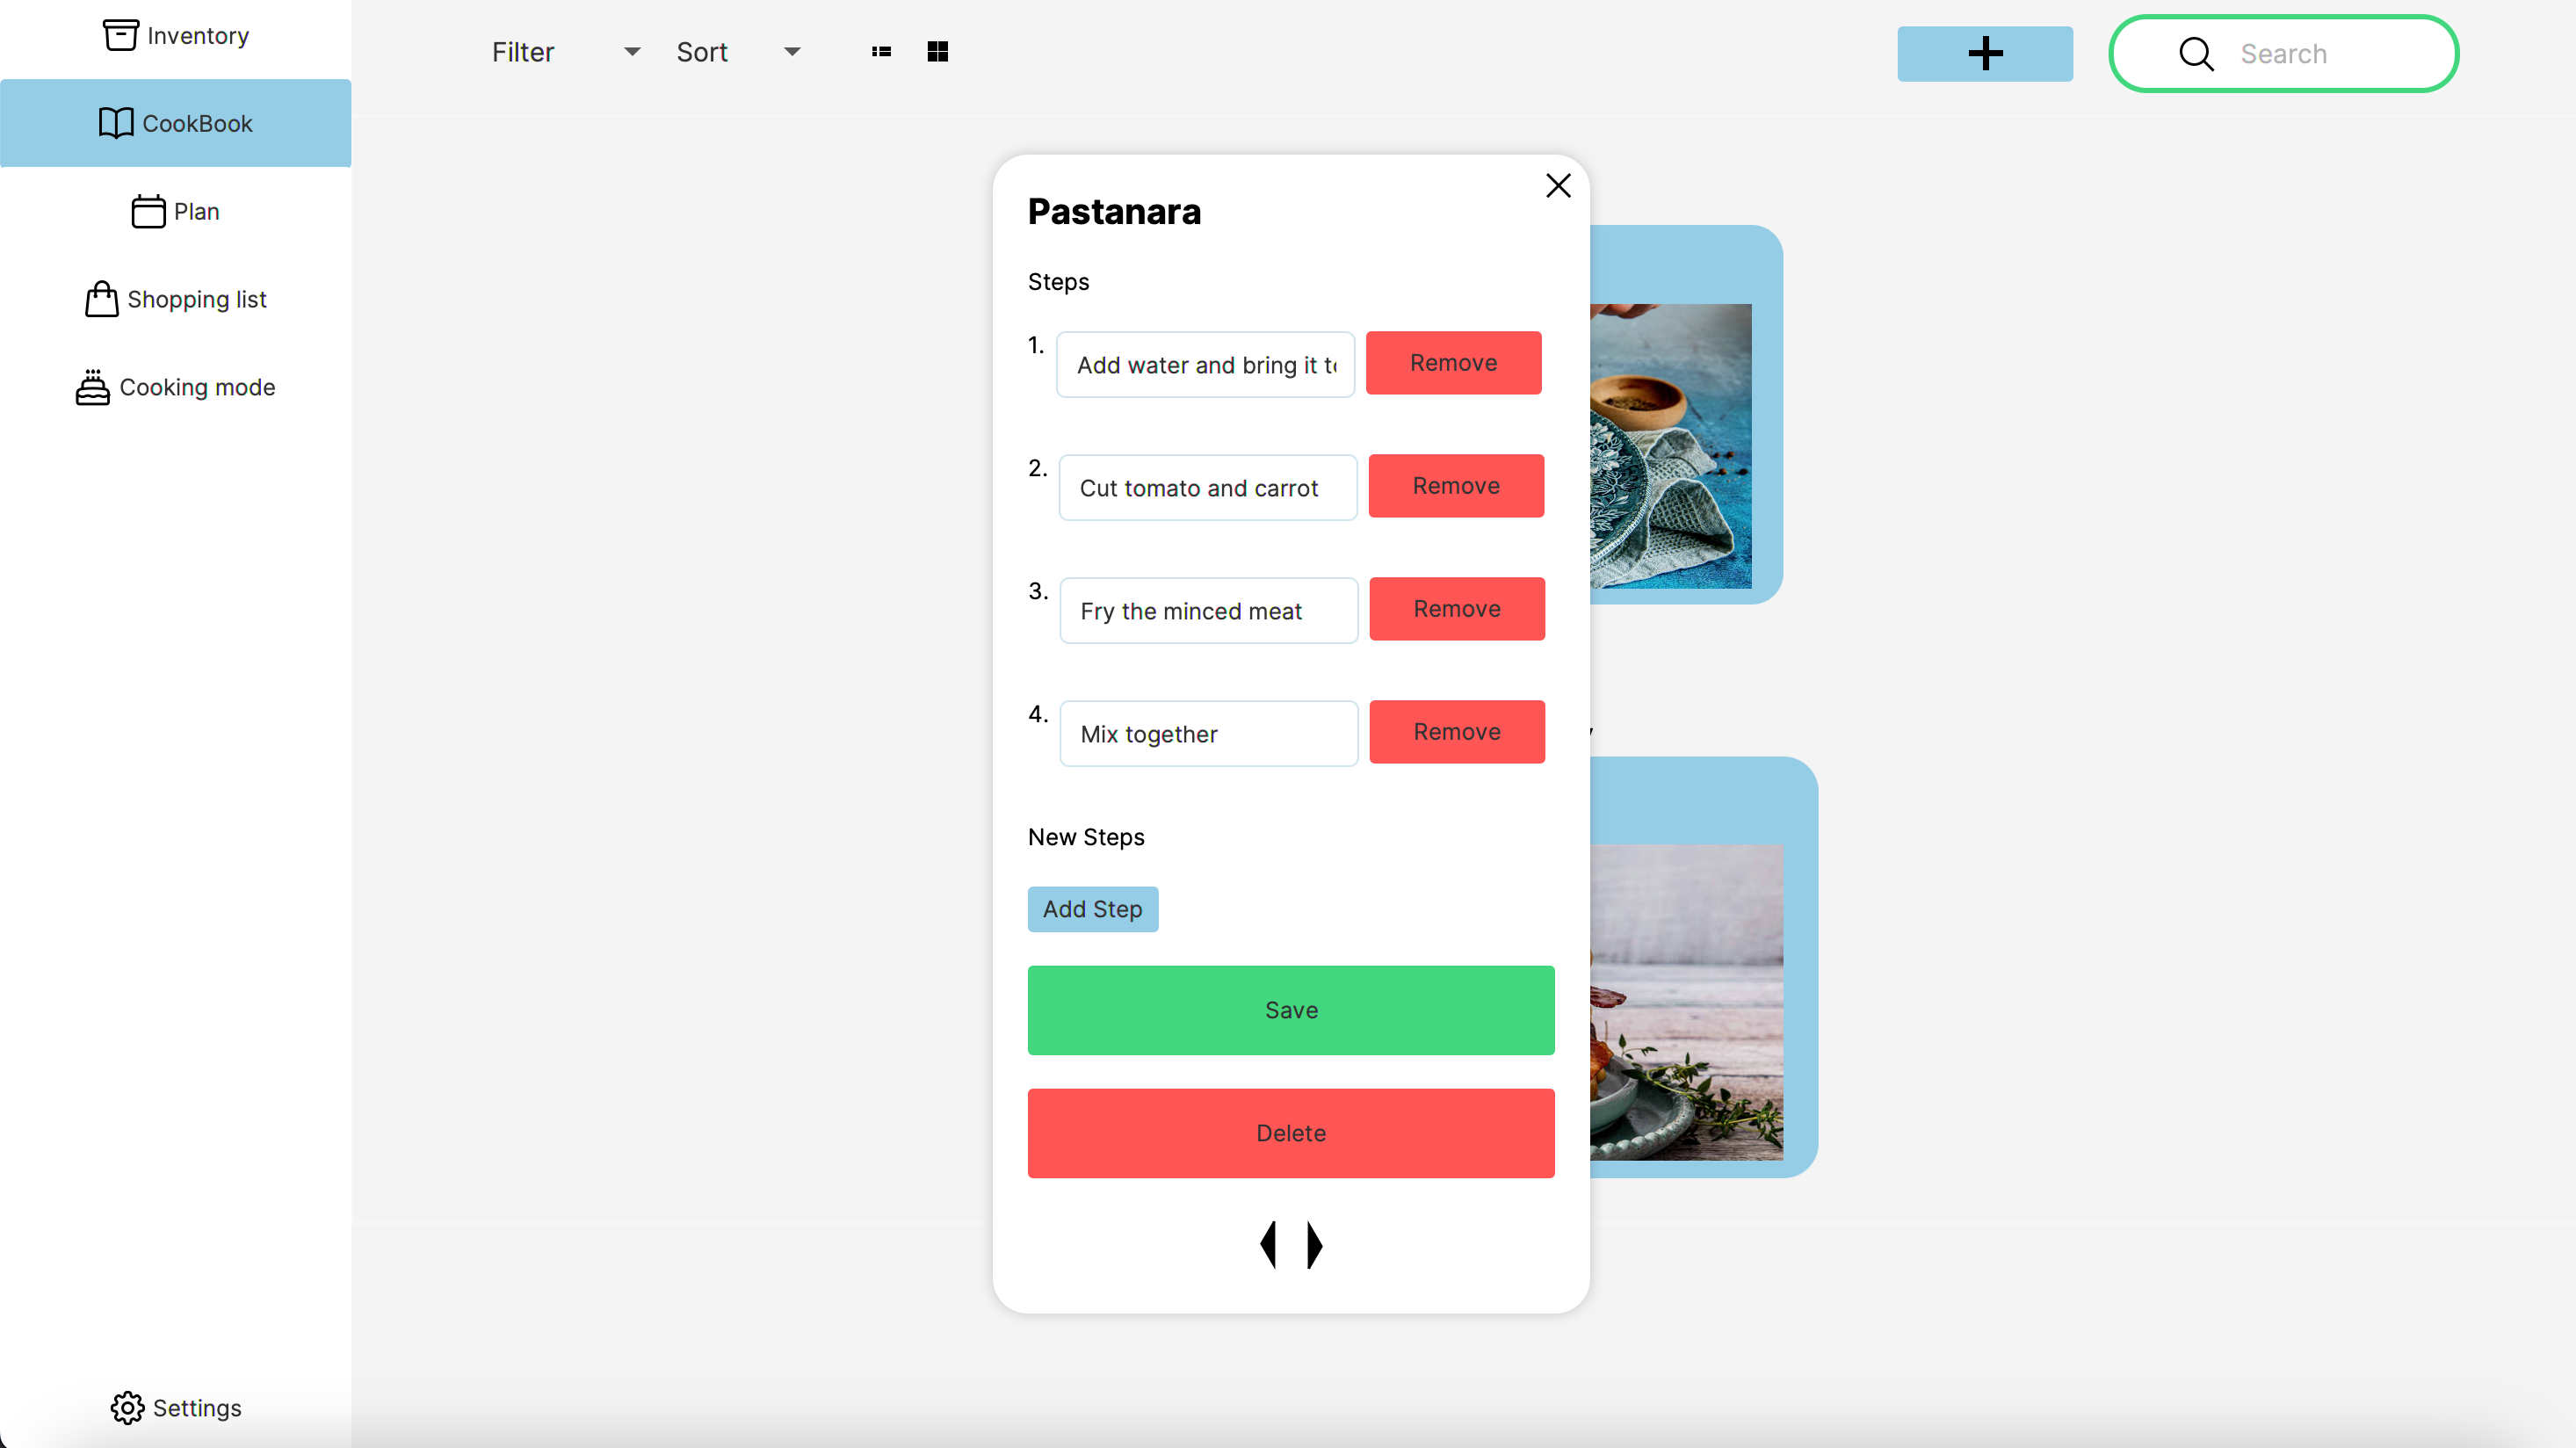 Inventory
CookBook
Plan
Shopping list
Cooking mode
Settings
Filter
Sort
Search
Pastanara
Steps
1. Add water and bring it t Remove
2. Cut tomato and carrot Remove
3. Fry the minced meat Remove
4. Mix together Remove
New Steps
Add Step
Save
Delete